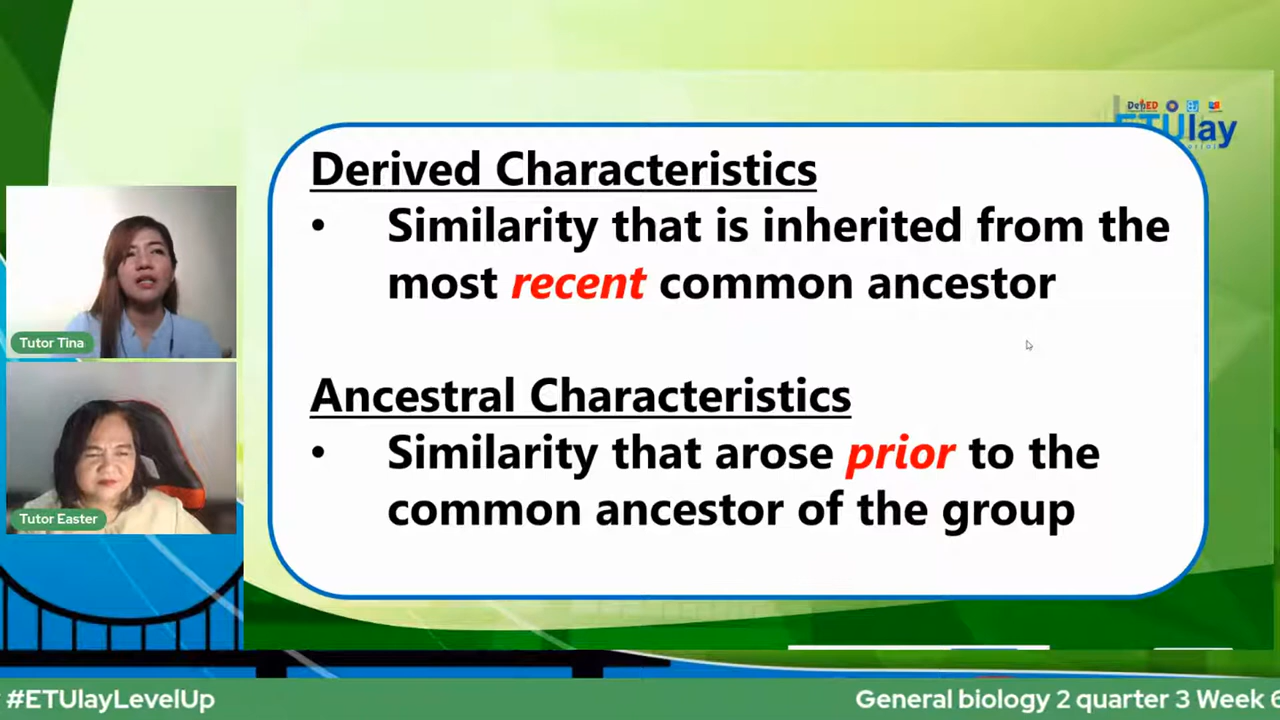 DepED
ETUlay
Derived Characteristics
• Similarity that is inherited from the
most recent common ancestor
Ancestral Characteristics
• Similarity that arose prior to the
common ancestor of the group
Tutor Tina
Tutor Easter
#ETUlayLevelUp
General biology 2 quarter 3 Week 6